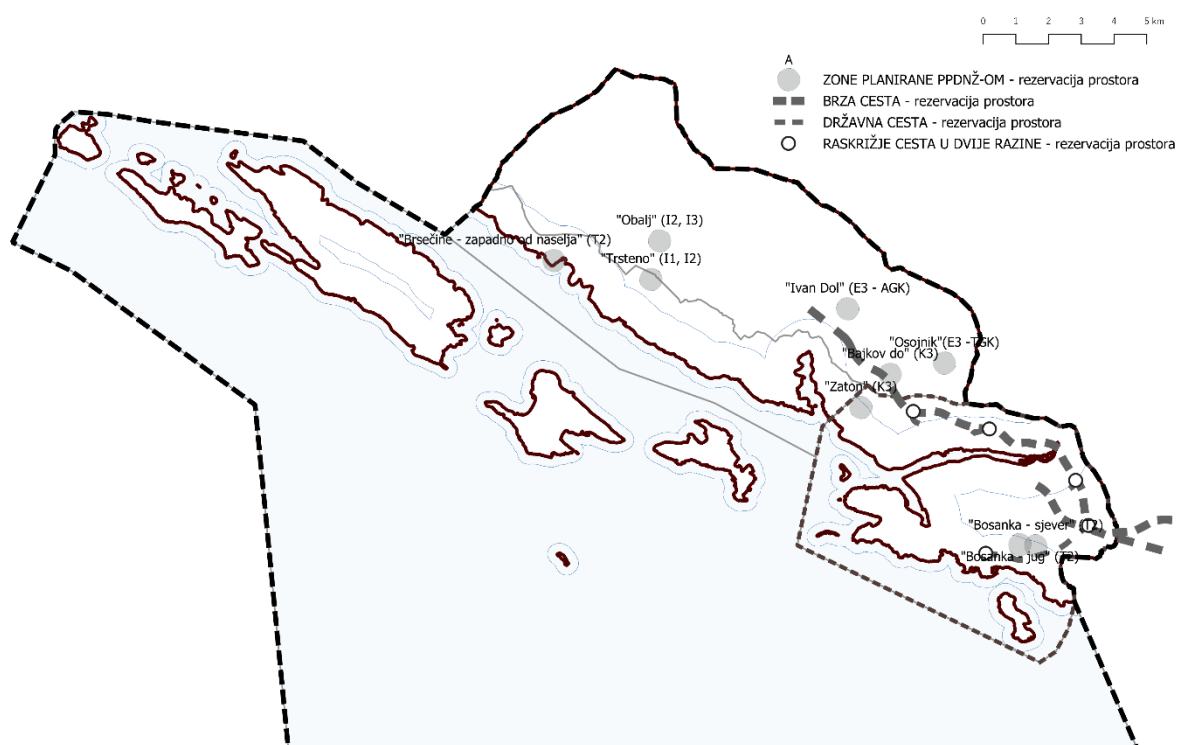 0 1 2 3 4 5 km
A
ZONE PLANIRANE PPDNŽ-OM - rezervacija prostora
BRZA CESTA - rezervacija prostora
DRŽAVNA CESTA - rezervacija prostora
RASKRIŽJE CESTA U DVIJE RAZINE - rezervacija prostora
"Obalj" (I2, I3)
"Brsečine - zapadno od naselja" (T2)
"Trsteno" (I1, I2)
"Ivan Dol" (E3 - AGK)
"Osojnik"(E3 -TGK)
"Bajkov do" (K3)
"Zaton" (K3)
"Bosanka - sjever" (T2)
"Bosanka - jug" (T2)